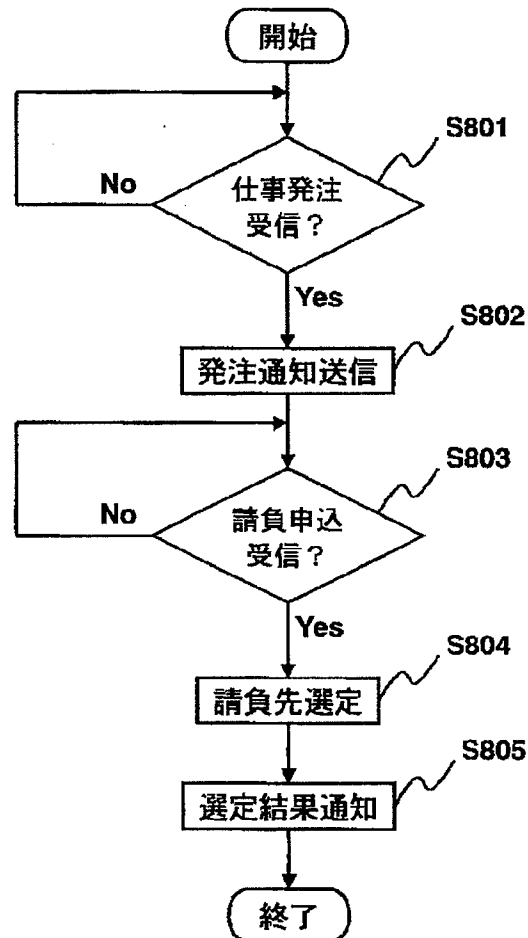 開始
S801
仕事発注
受信？
No
Yes
S802
発注通知送信
S803
請負申込
受信？
No
Yes
S804
請負先選定
S805
選定結果通知
終了